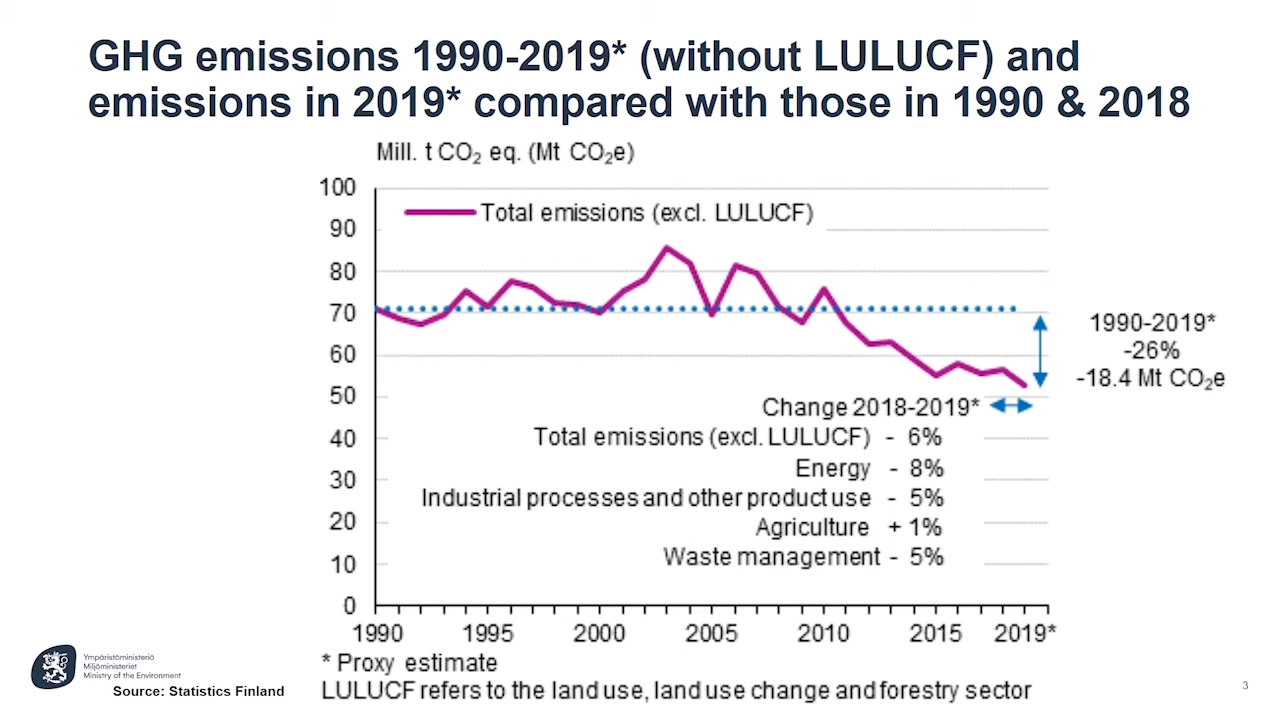 GHG emissions 1990-2019* (without LULUCF) and
emissions in 2019* compared with those in 1990 & 2018
Mill. t CO₂ eq. (Mt CO₂e)
100
90
80
70
60
50
40
30
20
10
0
Total emissions (excl. LULUCF)
1990-2019*
-26%
-18.4 Mt CO₂e
Change 2018-2019*
Total emissions (excl. LULUCF) - 6%
Energy - 8%
Industrial processes and other product use - 5%
Agriculture + 1%
Waste management - 5%
1990 1995 2000 2005 2010 2015 2019*
* Proxy estimate
LULUCF refers to the land use, land use change and forestry sector
Ympäristöministeriö
Miljöministeriet
Ministry of the Environment
Source: Statistics Finland
3